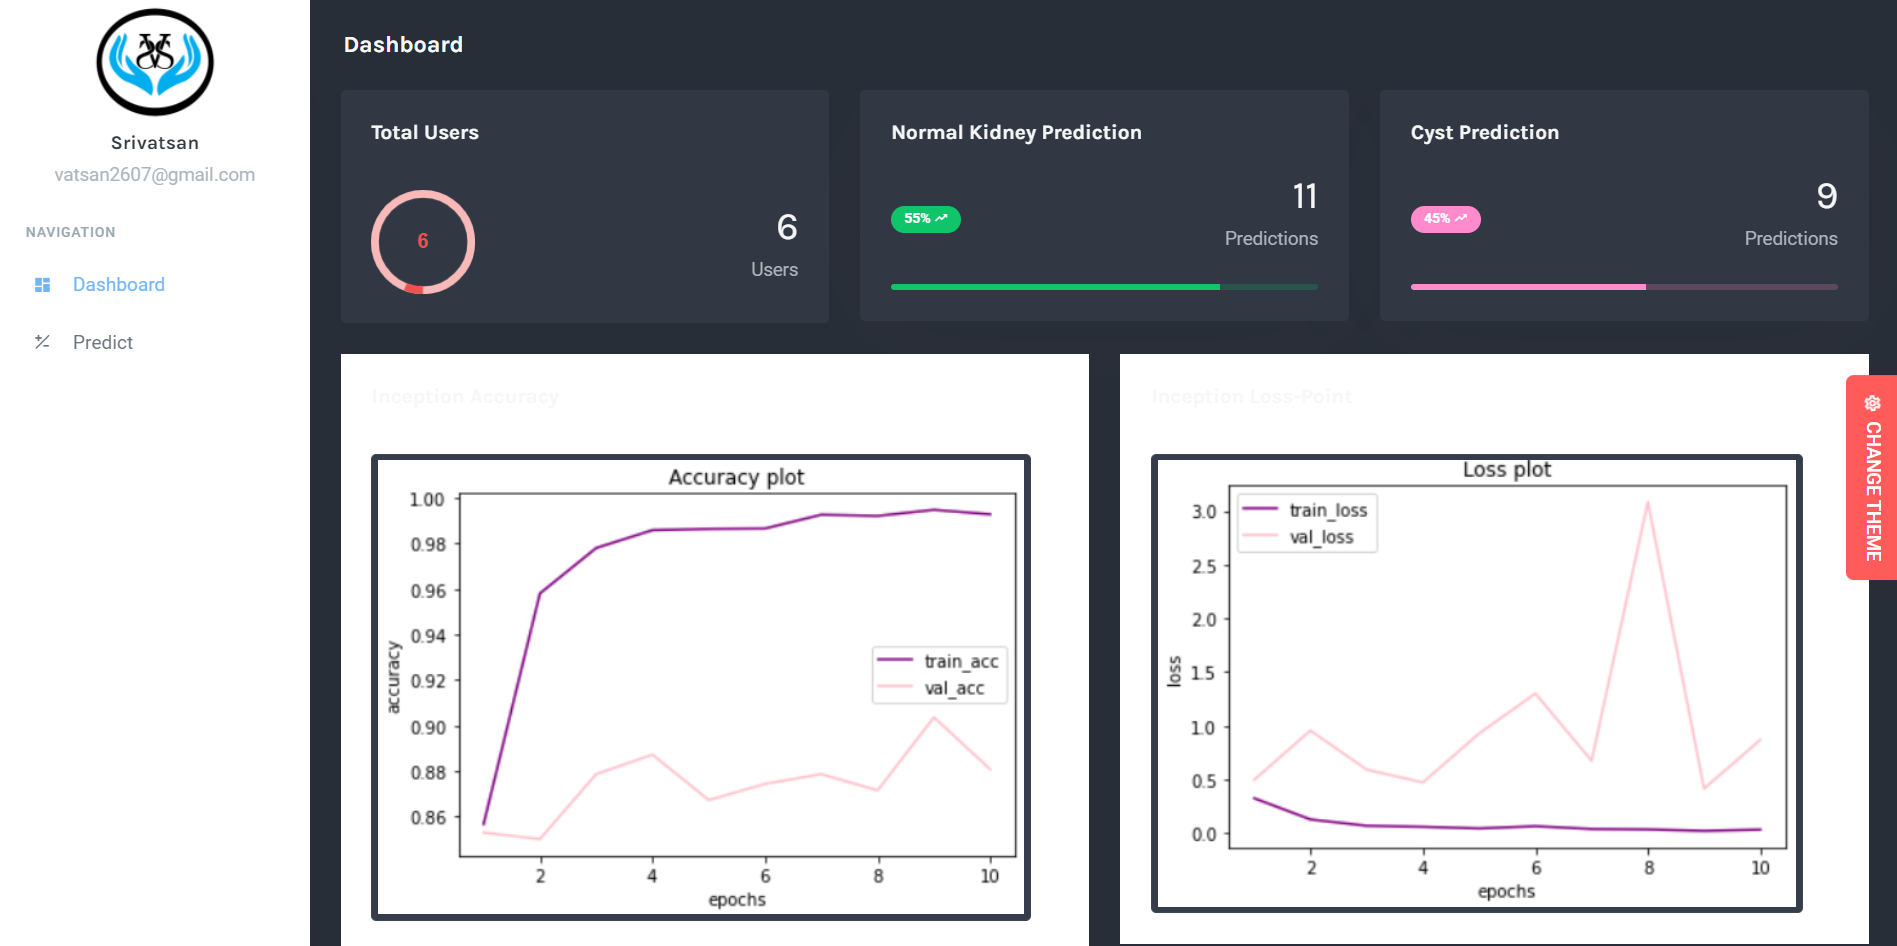 Srivatsan
vatsan2607@gmail.com
NAVIGATION
Dashboard
Predict
Dashboard
Total Users
6
6
Users
Normal Kidney Prediction
55%
11
Predictions
Cyst Prediction
45%
9
Predictions
Inception Accuracy
Accuracy plot
1.00
0.98
0.96
0.94
0.92
0.90
0.88
0.86
accuracy
train_acc
val_acc
2 4 6 8 10
epochs
Inception Loss-Point
Loss plot
train_loss
val_loss
3.0
2.5
2.0
1.5
1.0
0.5
0.0
loss
2 4 6 8 10
epochs
CHANGE THEME